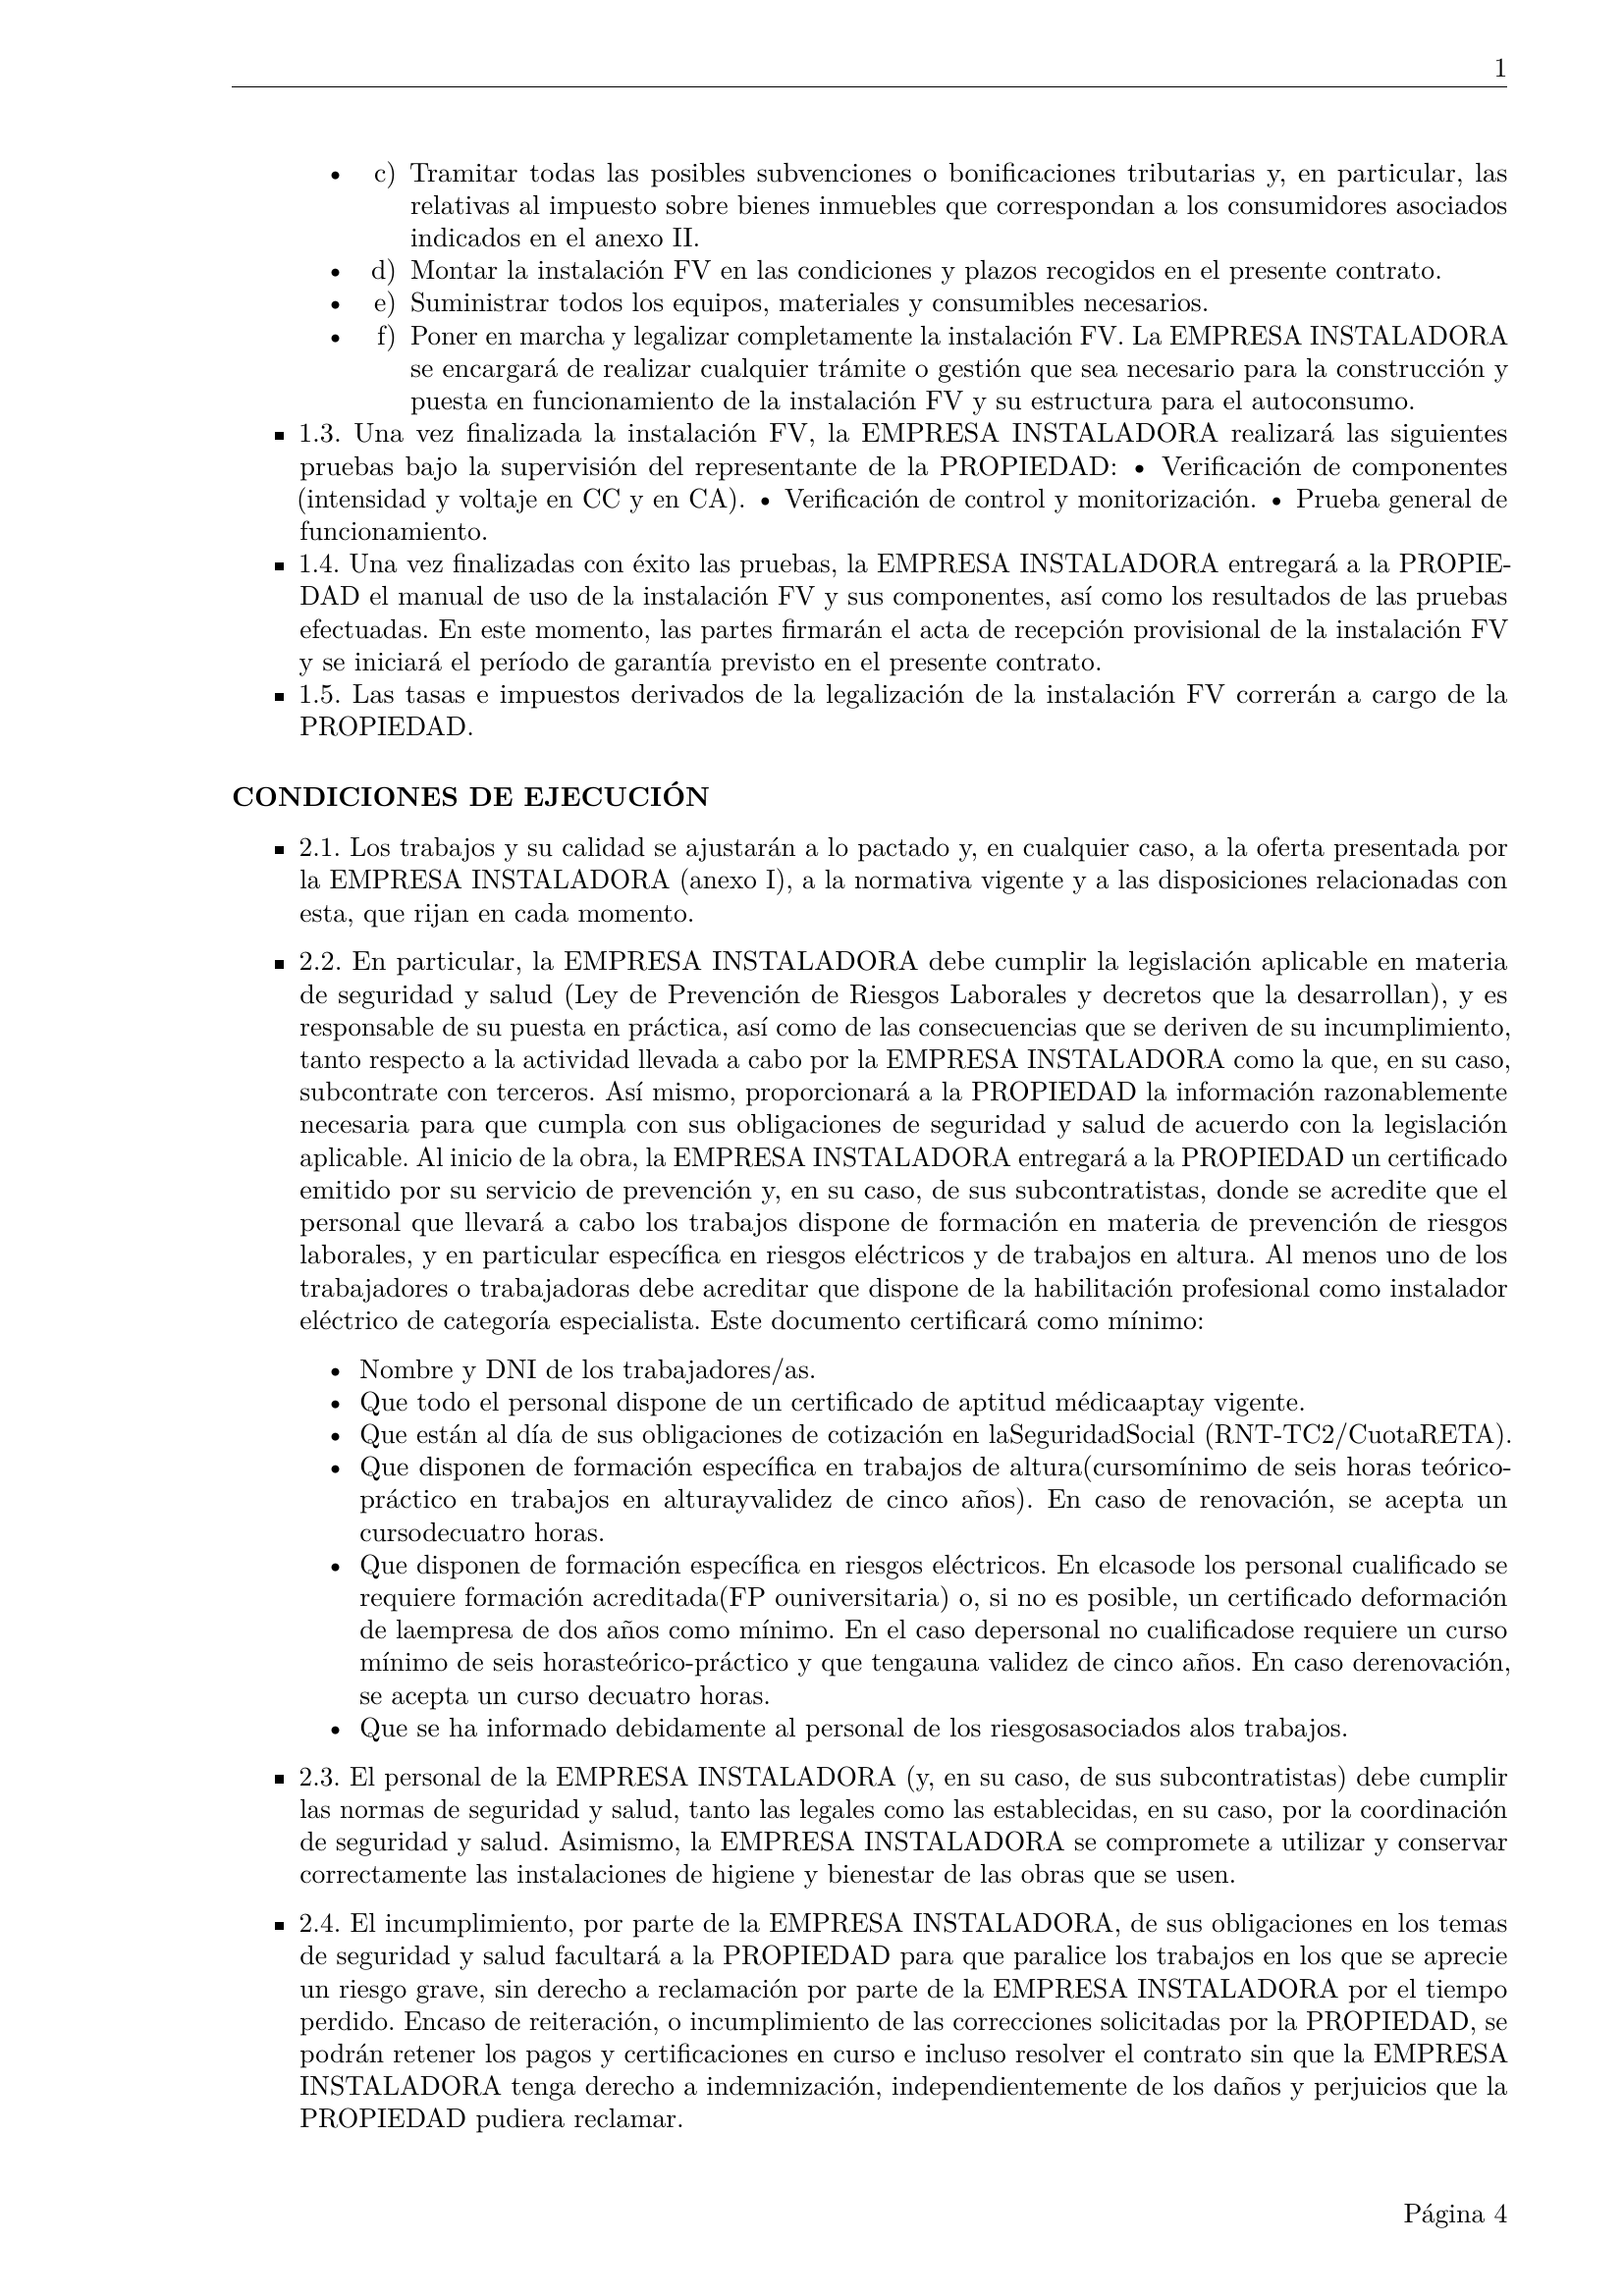 1
• c) Tramitar todas las posibles subvenciones o bonificaciones tributarias y, en particular, las
relativas al impuesto sobre bienes inmuebles que correspondan a los consumidores asociados
indicados en el anexo II.
• d) Montar la instalación FV en las condiciones y plazos recogidos en el presente contrato.
• e) Suministrar todos los equipos, materiales y consumibles necesarios.
• f) Poner en marcha y legalizar completamente la instalación FV. La EMPRESA INSTALADORA
se encargará de realizar cualquier trámite o gestión que sea necesario para la construcción y
puesta en funcionamiento de la instalación FV y su estructura para el autoconsumo.
▪ 1.3. Una vez finalizada la instalación FV, la EMPRESA INSTALADORA realizará las siguientes
pruebas bajo la supervisión del representante de la PROPIEDAD: • Verificación de componentes
(intensidad y voltaje en CC y en CA). • Verificación de control y monitorización. • Prueba general de
funcionamiento.
▪ 1.4. Una vez finalizadas con éxito las pruebas, la EMPRESA INSTALADORA entregará a la PROPIE-
DAD el manual de uso de la instalación FV y sus componentes, así como los resultados de las pruebas
efectuadas. En este momento, las partes firmarán el acta de recepción provisional de la instalación FV
y se iniciará el período de garantía previsto en el presente contrato.
▪ 1.5. Las tasas e impuestos derivados de la legalización de la instalación FV correrán a cargo de la
PROPIEDAD.
CONDICIONES DE EJECUCIÓN
▪ 2.1. Los trabajos y su calidad se ajustarán a lo pactado y, en cualquier caso, a la oferta presentada por
la EMPRESA INSTALADORA (anexo I), a la normativa vigente y a las disposiciones relacionadas con
esta, que rijan en cada momento.
▪ 2.2. En particular, la EMPRESA INSTALADORA debe cumplir la legislación aplicable en materia
de seguridad y salud (Ley de Prevención de Riesgos Laborales y decretos que la desarrollan), y es
responsable de su puesta en práctica, así como de las consecuencias que se deriven de su incumplimiento,
tanto respecto a la actividad llevada a cabo por la EMPRESA INSTALADORA como la que, en su caso,
subcontrate con terceros. Así mismo, proporcionará a la PROPIEDAD la información razonablemente
necesaria para que cumpla con sus obligaciones de seguridad y salud de acuerdo con la legislación
aplicable. Al inicio de la obra, la EMPRESA INSTALADORA entregará a la PROPIEDAD un certificado
emitido por su servicio de prevención y, en su caso, de sus subcontratistas, donde se acredite que el
personal que llevará a cabo los trabajos dispone de formación en materia de prevención de riesgos
laborales, y en particular específica en riesgos eléctricos y de trabajos en altura. Al menos uno de los
trabajadores o trabajadoras debe acreditar que dispone de la habilitación profesional como instalador
eléctrico de categoría especialista. Este documento certificará como mínimo:
• Nombre y DNI de los trabajadores/as.
• Que todo el personal dispone de un certificado de aptitud médicaaptay vigente.
• Que están al día de sus obligaciones de cotización en laSeguridadSocial (RNT-TC2/CuotaRETA).
• Que disponen de formación específica en trabajos de altura(cursomínimo de seis horas teórico-
práctico en trabajos en alturayvalidez de cinco años). En caso de renovación, se acepta un
cursodecuatro horas.
• Que disponen de formación específica en riesgos eléctricos. En elcasode los personal cualificado se
requiere formación acreditada(FP ouniversitaria) o, si no es posible, un certificado deformación
de laempresa de dos años como mínimo. En el caso depersonal no cualificadose requiere un curso
mínimo de seis horasteórico-práctico y que tengauna validez de cinco años. En caso derenovación,
se acepta un curso decuatro horas.
• Que se ha informado debidamente al personal de los riesgosasociados alos trabajos.
▪ 2.3. El personal de la EMPRESA INSTALADORA (y, en su caso, de sus subcontratistas) debe cumplir
las normas de seguridad y salud, tanto las legales como las establecidas, en su caso, por la coordinación
de seguridad y salud. Asimismo, la EMPRESA INSTALADORA se compromete a utilizar y conservar
correctamente las instalaciones de higiene y bienestar de las obras que se usen.
▪ 2.4. El incumplimiento, por parte de la EMPRESA INSTALADORA, de sus obligaciones en los temas
de seguridad y salud facultará a la PROPIEDAD para que paralice los trabajos en los que se aprecie
un riesgo grave, sin derecho a reclamación por parte de la EMPRESA INSTALADORA por el tiempo
perdido. Encaso de reiteración, o incumplimiento de las correcciones solicitadas por la PROPIEDAD, se
podrán retener los pagos y certificaciones en curso e incluso resolver el contrato sin que la EMPRESA
INSTALADORA tenga derecho a indemnización, independientemente de los daños y perjuicios que la
PROPIEDAD pudiera reclamar.
Página 4